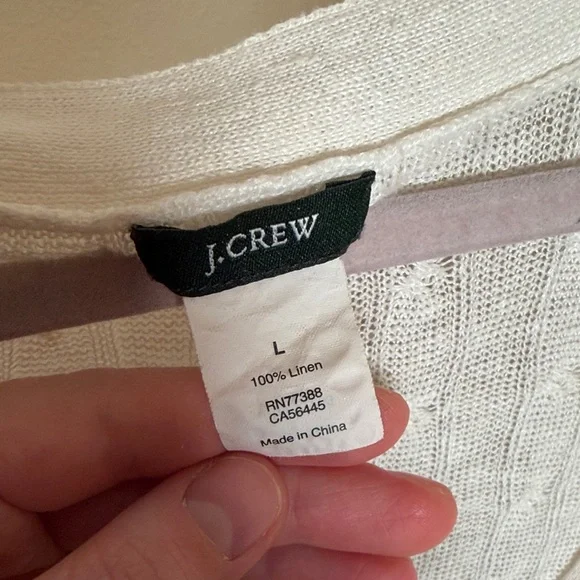 J.CREW
L
100% Linen
RN77388
CA56445
Made in China